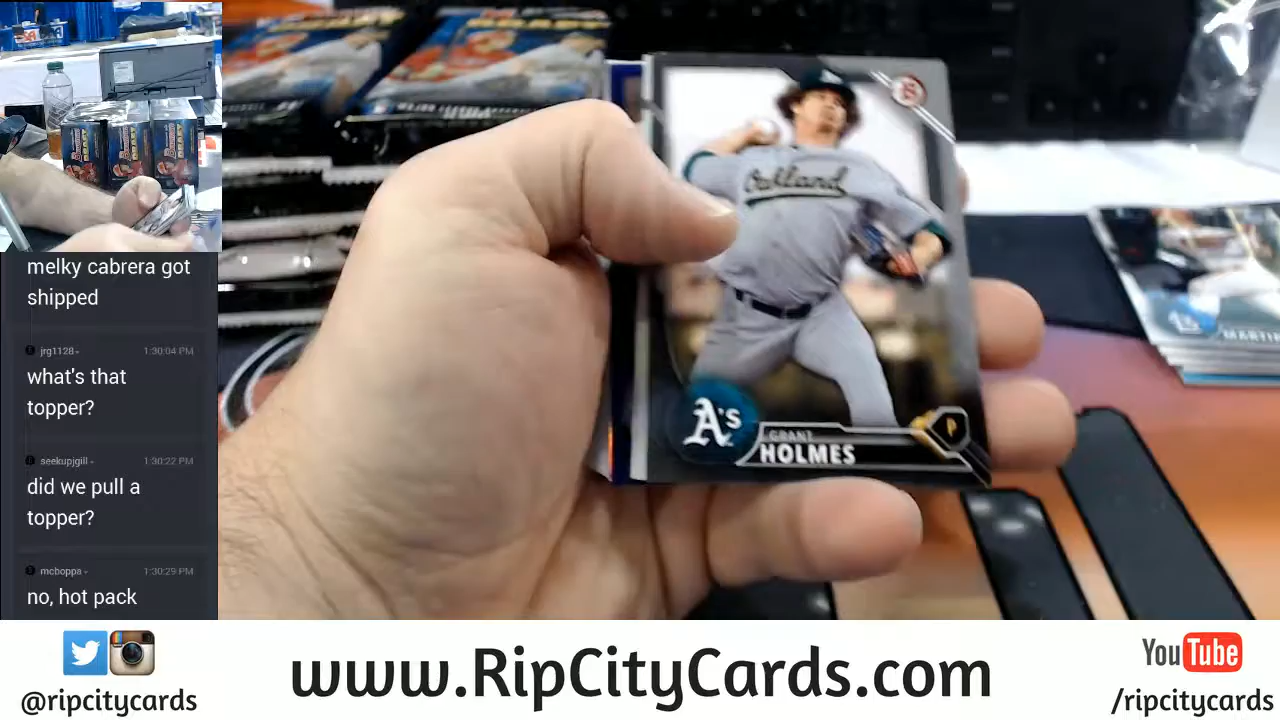 melky cabrera got
shipped
jrg1128
1:30:04 PM
what's that
topper?
seekupjgill
1:30:22 PM
did we pull a
topper?
mcboppa
1:30:29 PM
no, hot pack
Oakland
A's
GRANT
HOLMES
P
@ripcitycards
www.RipCityCards.com
YouTube
/ripcitycards